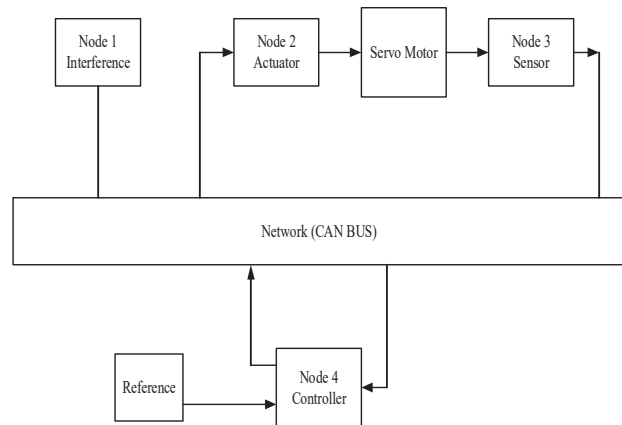 Node 1
Interference
Node 2
Actuator
Servo Motor
Node 3
Sensor
Network (CAN BUS)
Reference
Node 4
Controller